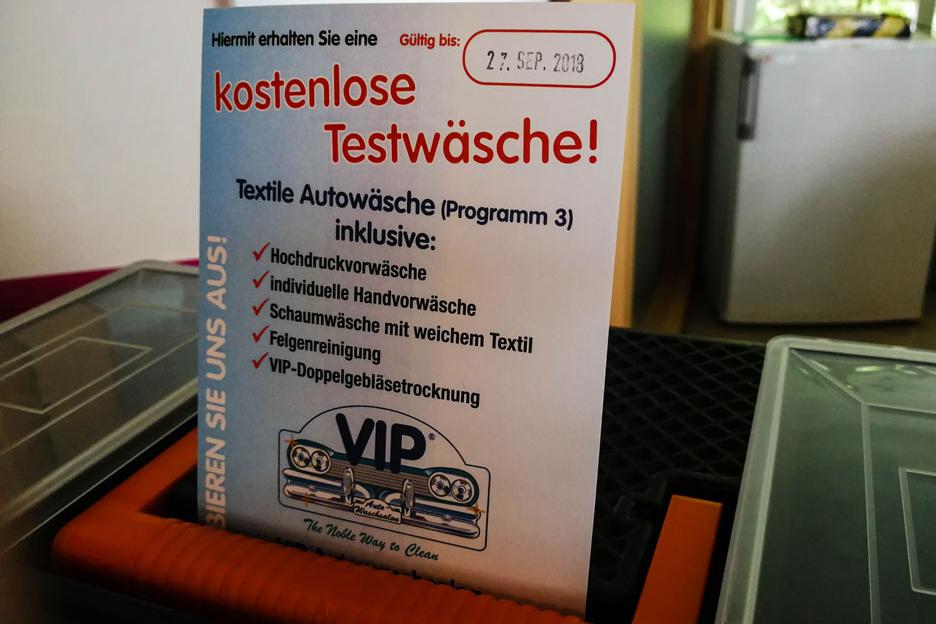 Hiermit erhalten Sie eine
Gültig bis:
27. SEP. 2018
kostenlose
Testwäsche!
Textile Autowäsche (Programm 3)
inklusive:
Hochdruckvorwäsche
individuelle Handvorwäsche
Schaumwäsche mit weichem Textil
Felgenreinigung
VIP-Doppelgebläsetrocknung
VIP®
Auto-
Waschsalon
The Noble Way to Clean
SIE UNS AUS!